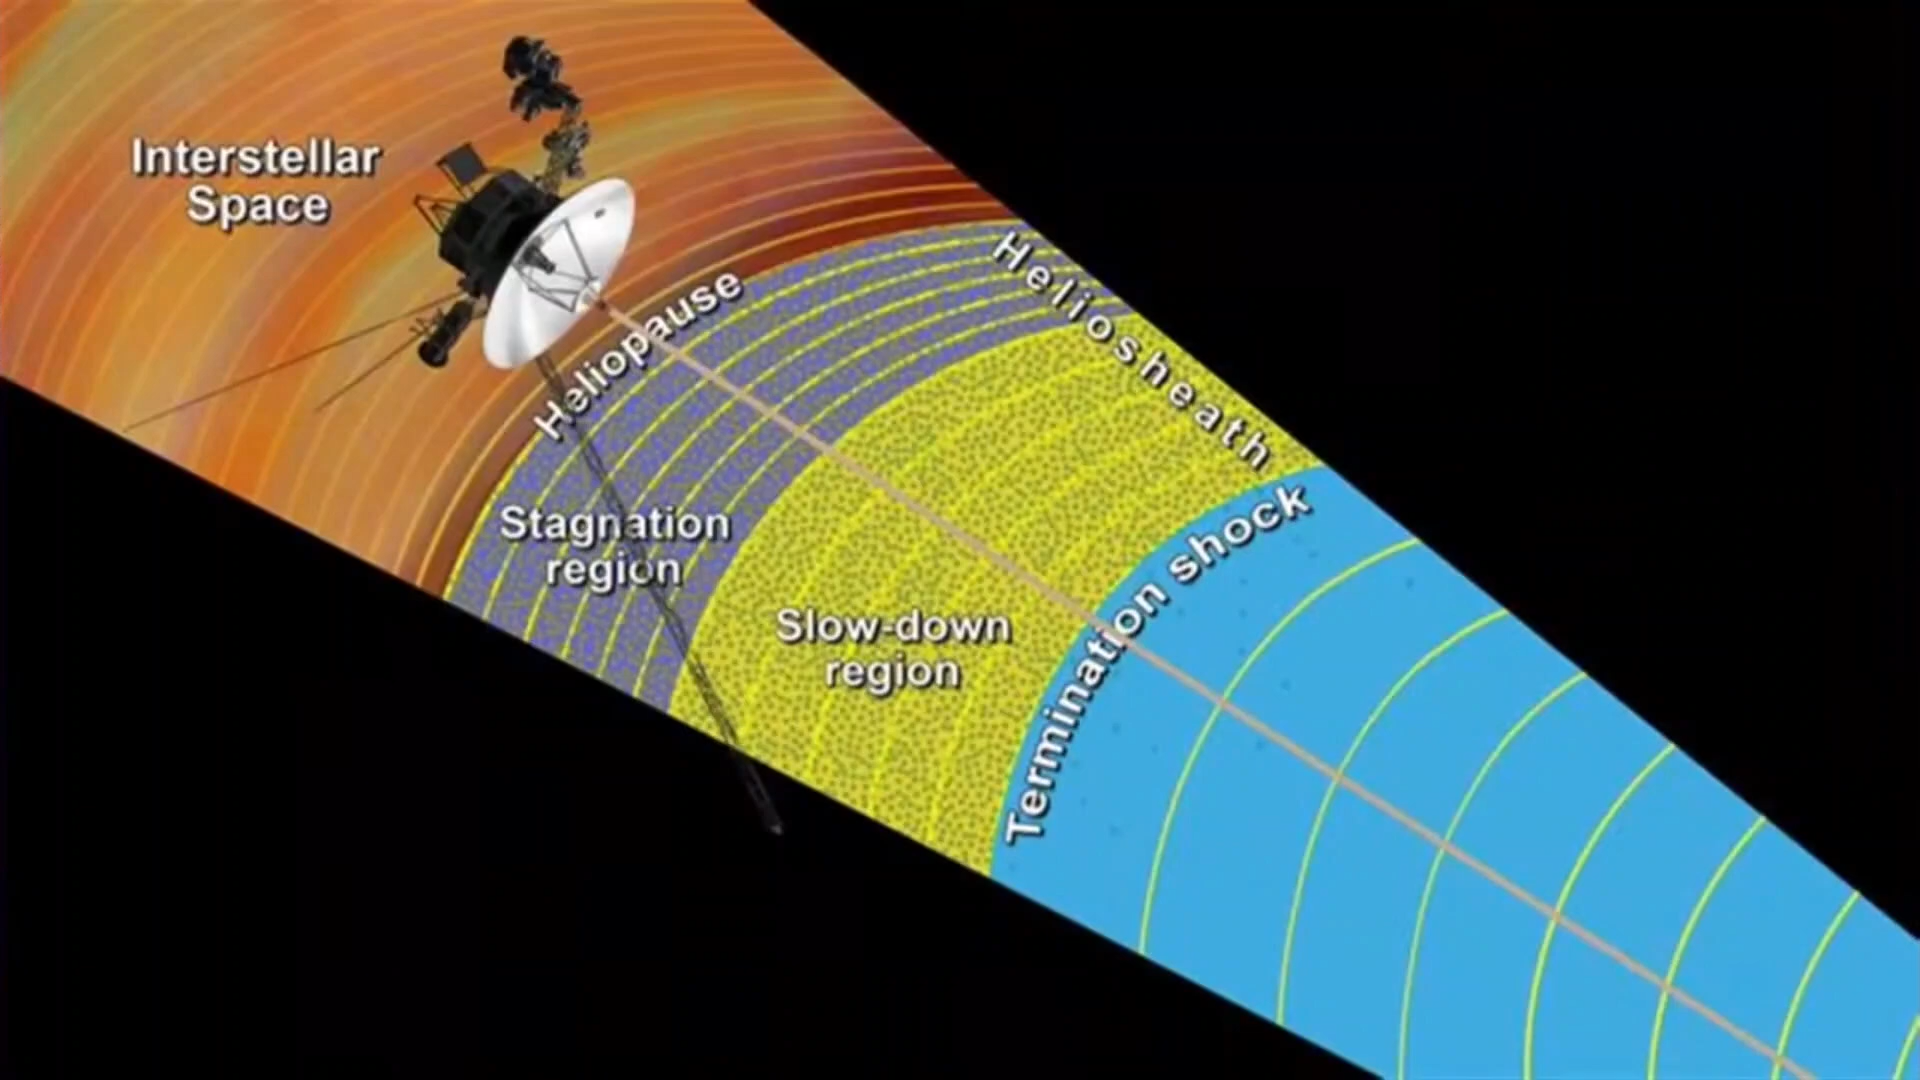 Interstellar
Space
Heliopause
Heliosheath
Stagnation
region
Slow-down
region
Termination shock